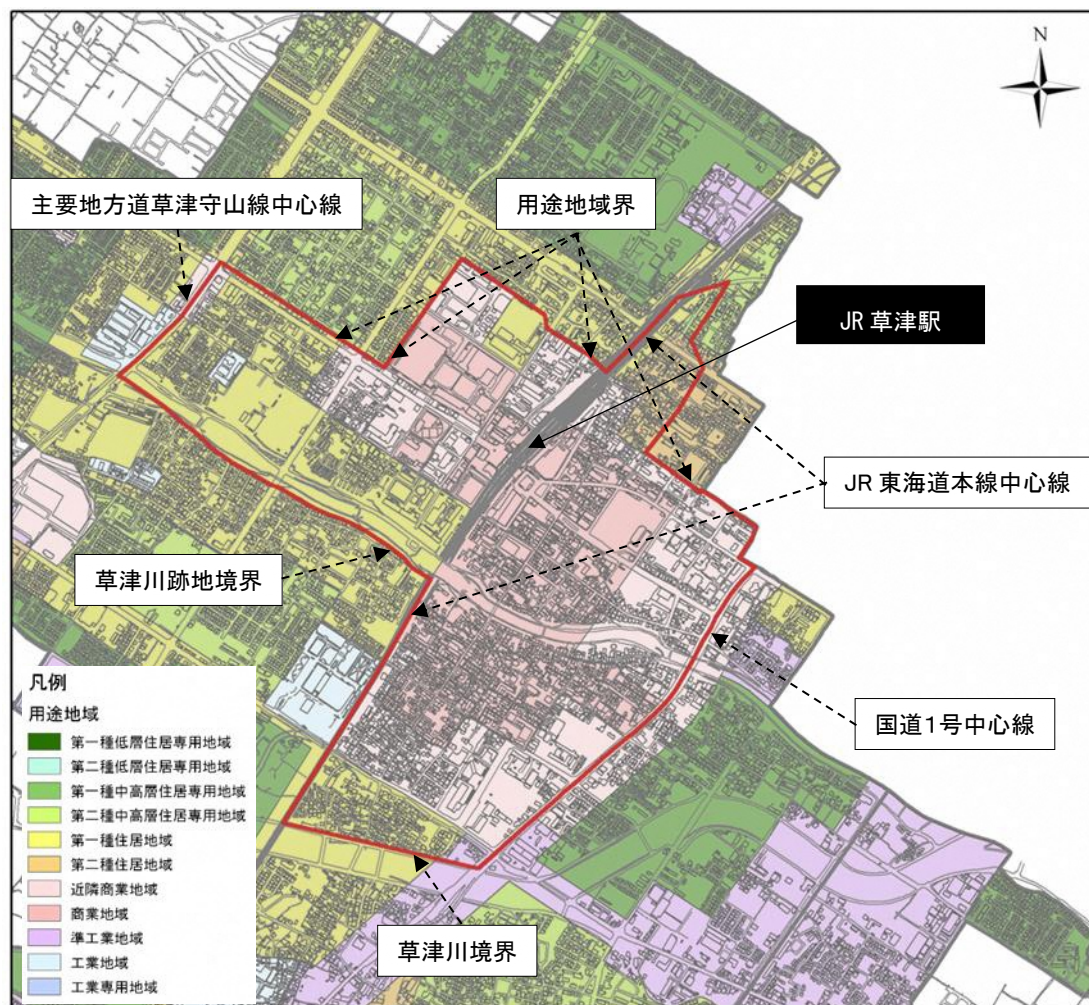 N
主要地方道草津守山線中心線
用途地域界
JR 草津駅
JR 東海道本線中心線
草津川跡地境界
国道1号中心線
草津川境界
凡例
用途地域
第一種低層住居専用地域
第二種低層住居専用地域
第一種中高層住居専用地域
第二種中高層住居専用地域
第一種住居地域
第二種住居地域
近隣商業地域
商業地域
準工業地域
工業地域
工業専用地域